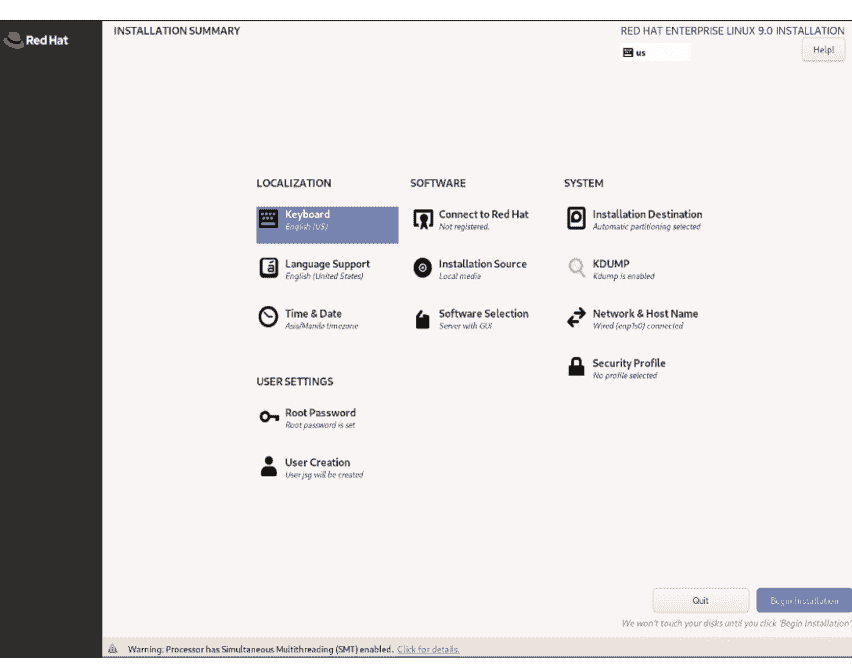 Red Hat
INSTALLATION SUMMARY
RED HAT ENTERPRISE LINUX 9.0 INSTALLATION
us
Help!
LOCALIZATION
Keyboard
English (US)
Language Support
English (United States)
Time & Date
Asia/Manila timezone
SOFTWARE
Connect to Red Hat
Not registered.
Installation Source
Local media
Software Selection
Server with GUI
SYSTEM
Installation Destination
Automatic partitioning selected
KDUMP
Kdump is enabled
Network & Host Name
Wired (enp1s0) connected
Security Profile
No profile selected
USER SETTINGS
Root Password
Root password is set
User Creation
User jsg will be created
Quit
Begin Installation
We won't touch your disks until you click 'Begin Installation'
Warning: Processor has Simultaneous Multithreading (SMT) enabled. Click for details.